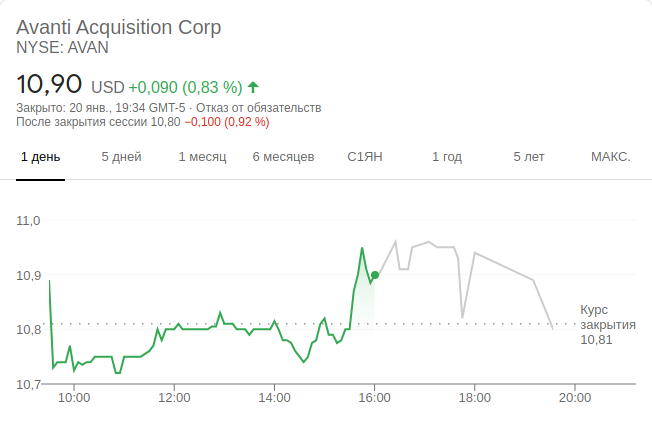 Avanti Acquisition Corp
NYSE: AVAN
10,90 USD +0,090 (0,83 %)
Закрыто: 20 янв., 19:34 GMT-5 · Отказ от обязательств
После закрытия сессии 10,80 −0,100 (0,92 %)
1 день 5 дней 1 месяц 6 месяцев С1ЯН 1 год 5 лет МАКС.
11,0
10,9
10,8
10,7
Курс
закрытия
10,81
10:00 12:00 14:00 16:00 18:00 20:00